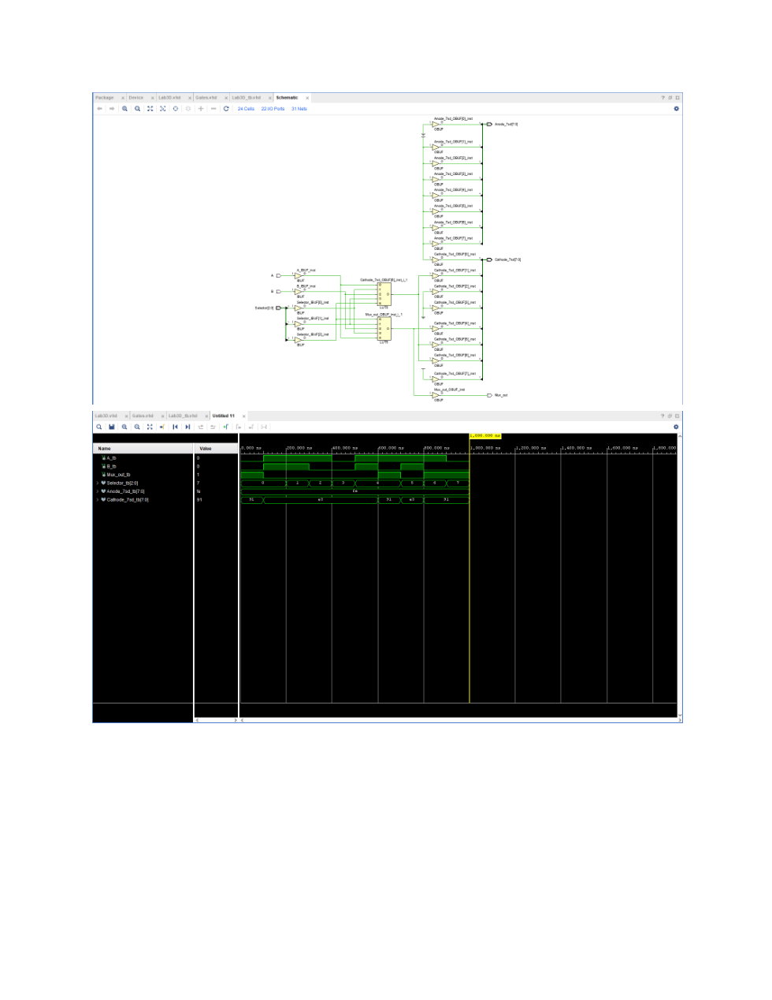 Package Device Lab3D.vhd Gates.vhd Lab3D_tb.vhd Schematic
24 Cells 22 I/O Ports 31 Nets
Anode_7sd_OBUF[0]_inst
Anode_7sd[7:0]
OBUF
Anode_7sd_OBUF[1]_inst
OBUF
Anode_7sd_OBUF[2]_inst
OBUF
Anode_7sd_OBUF[3]_inst
OBUF
Anode_7sd_OBUF[4]_inst
OBUF
Anode_7sd_OBUF[5]_inst
OBUF
Anode_7sd_OBUF[6]_inst
OBUF
Anode_7sd_OBUF[7]_inst
OBUF
Cathode_7sd_OBUF[0]_inst
Cathode_7sd[7:0]
OBUF
A_IBUF_inst
Cathode_7sd_OBUF[1]_inst
A
IBUF
Cathode_7sd_OBUF[6]_inst_i_1
OBUF
B_IBUF_inst
Cathode_7sd_OBUF[2]_inst
B
IBUF
OBUF
Selector_IBUF[0]_inst
Cathode_7sd_OBUF[3]_inst
Selector[2:0]
LUT5
IBUF
OBUF
Mux_out_OBUF_inst_i_1
Selector_IBUF[1]_inst
Cathode_7sd_OBUF[4]_inst
IBUF
OBUF
Selector_IBUF[2]_inst
Cathode_7sd_OBUF[5]_inst
LUT5
IBUF
OBUF
Cathode_7sd_OBUF[6]_inst
OBUF
Cathode_7sd_OBUF[7]_inst
OBUF
Mux_out_OBUF_inst
Mux_out
OBUF
Lab3D.vhd Gates.vhd Lab3D_tb.vhd Untitled 11
1,000.000 ns
Name Value 0.000 ns 200.000 ns 400.000 ns 600.000 ns 800.000 ns 1,000.000 ns 1,200.000 ns 1,400.000 ns 1,600.000 ns 1,800.000
A_tb 0
B_tb 0
Mux_out_tb 1
Selector_tb[2:0] 7 0 1 2 3 4 5 6 7
Anode_7sd_tb[7:0] fe fe
Cathode_7sd_tb[7:0] 91 91 e3 91 e3 91